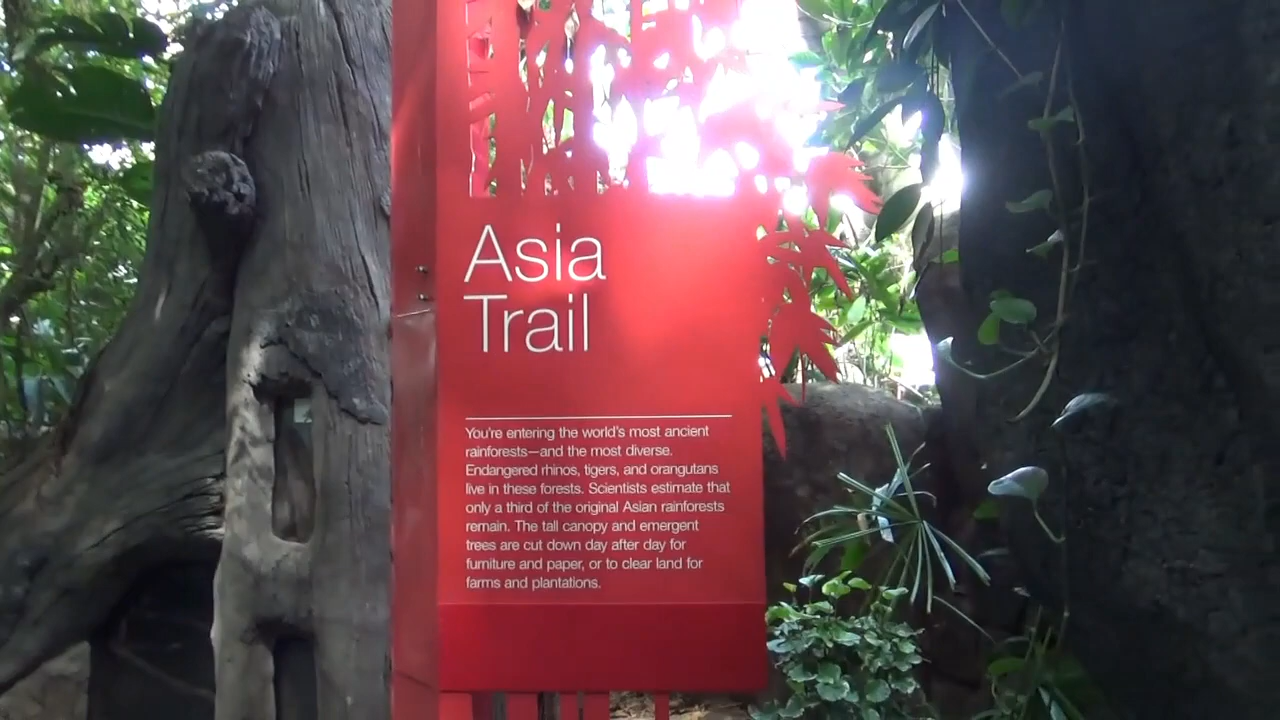 Asia
Trail
You're entering the world's most ancient
rainforests—and the most diverse.
Endangered rhinos, tigers, and orangutans
live in these forests. Scientists estimate that
only a third of the original Asian rainforests
remain. The tall canopy and emergent
trees are cut down day after day for
furniture and paper, or to clear land for
farms and plantations.